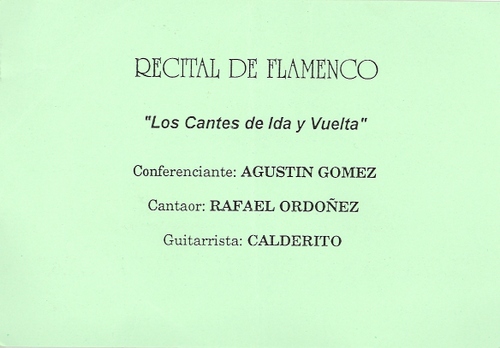 RECITAL DE FLAMENCO
"Los Cantes de Ida y Vuelta"
Conferenciante: AGUSTIN GOMEZ
Cantaor: RAFAEL ORDOÑEZ
Guitarrista: CALDERITO